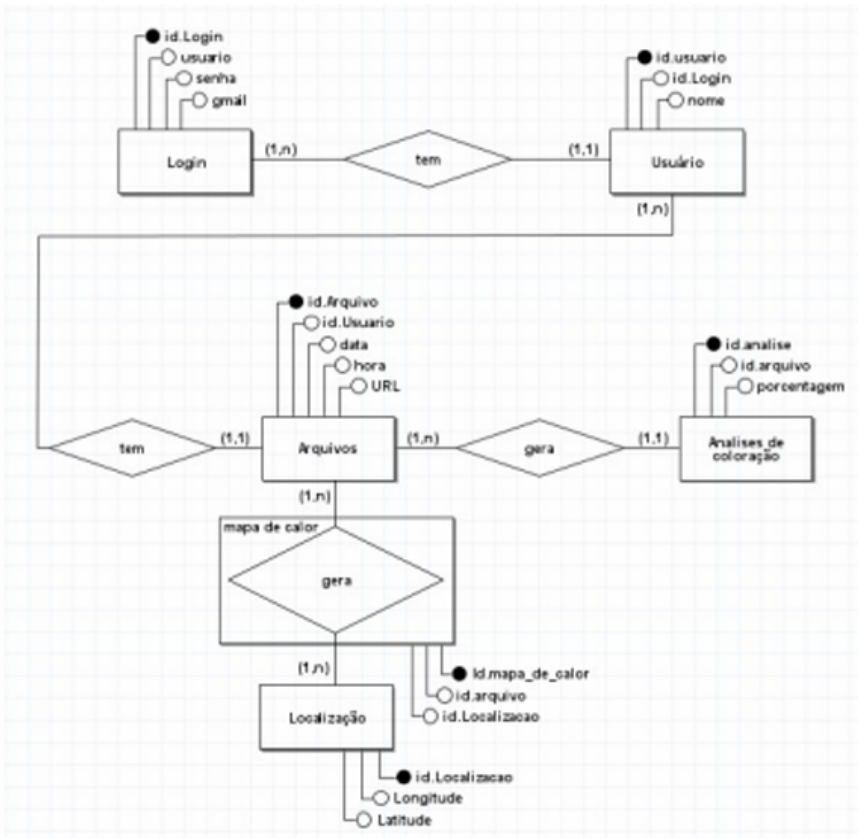 id.Login
usuario
senha
gmail
Login
(1,n)
tem
(1,1)
id.usuario
id.Login
nome
Usuário
(1,n)
tem
(1,1)
id.Arquivo
id.Usuario
data
hora
URL
Arquivos
(1,n)
gera
(1,1)
id.analise
id.arquivo
porcentagem
Analises de
coloração
(1,n)
mapa de calor
gera
(1,n)
Id.mapa_de_calor
id.arquivo
id.Localizacao
Localização
id.Localizacao
Longitude
Latitude